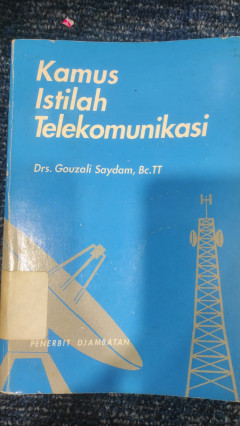 Kamus
Istilah
Telekomunikasi
Drs. Gouzali Saydam, Bc.TT
PENERBIT DJAMBATAN